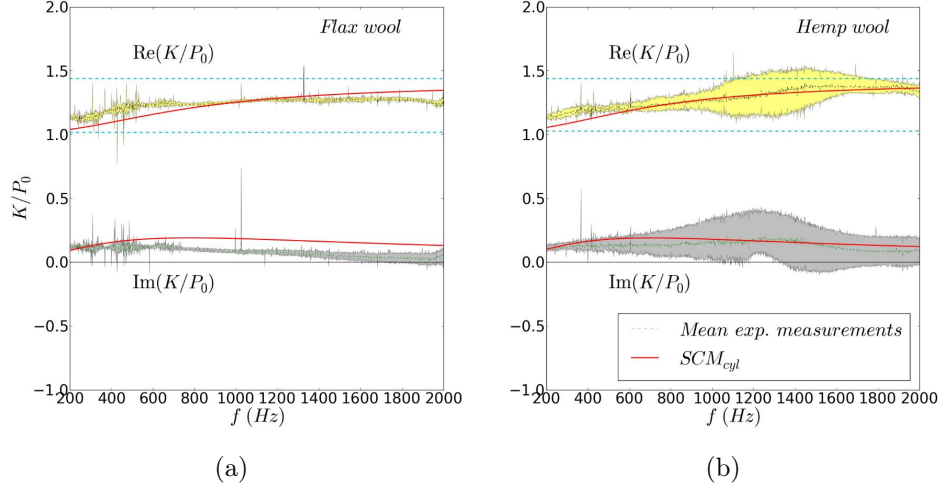 Flax wool
Re(K/P0)
Im(K/P0)
K/P0
2.0
1.5
1.0
0.5
0.0
−0.5
−1.0
200 400 600 800 1000 1200 1400 1600 1800 2000
f (Hz)
(a)
Hemp wool
Re(K/P0)
Im(K/P0)
2.0
1.5
1.0
0.5
0.0
−0.5
−1.0
Mean exp. measurements
SCMcyl
200 400 600 800 1000 1200 1400 1600 1800 2000
f (Hz)
(b)